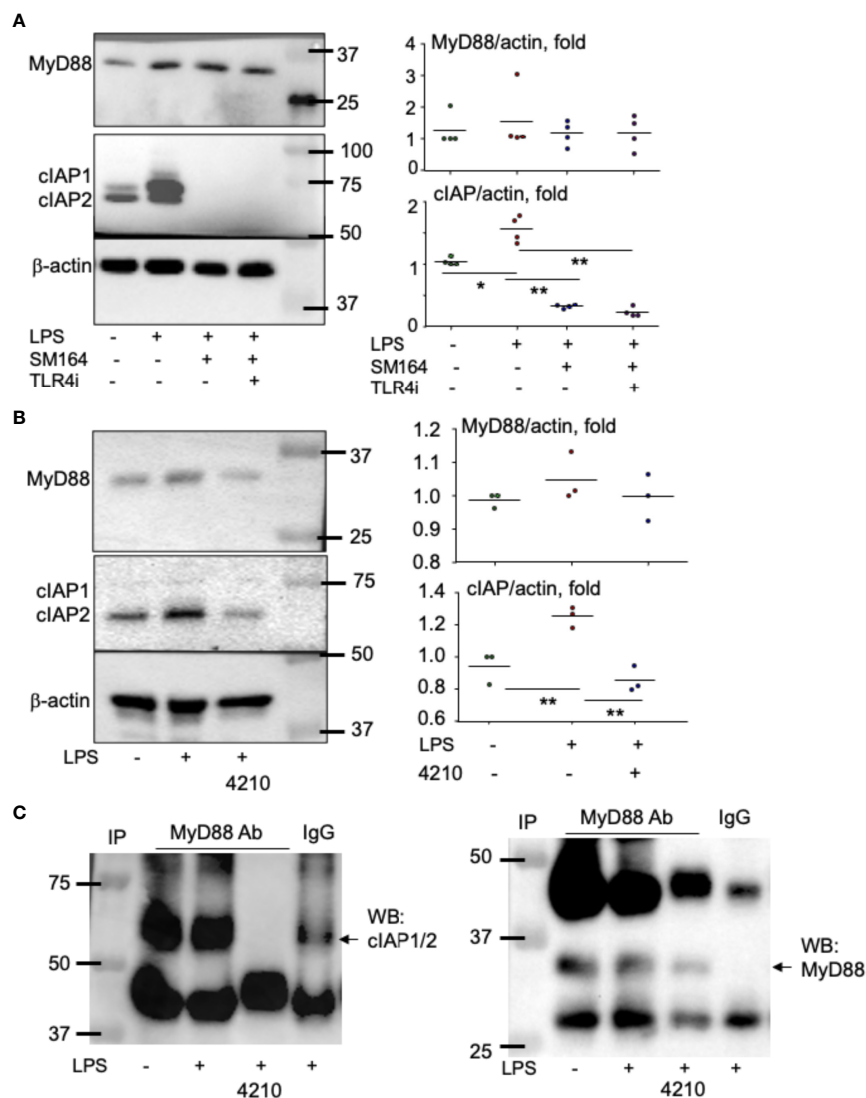 A
MyD88
37
25
cIAP1
cIAP2
100
75
50
β-actin
37
LPS - + + +
SM164 - - + +
TLR4i - - - +
MyD88/actin, fold
4
3
2
1
0
cIAP/actin, fold
2
1
0
* ** **
LPS - + + +
SM164 - - + +
TLR4i - - - +
B
MyD88
37
25
cIAP1
cIAP2
75
50
β-actin
37
LPS - + +
4210
MyD88/actin, fold
1.2
1.1
1.0
0.9
0.8
cIAP/actin, fold
1.4
1.2
1.0
0.8
0.6
** **
LPS - + +
4210 - - +
C
IP MyD88 Ab IgG
75
50
37
WB:
cIAP1/2
LPS - + + +
4210
IP MyD88 Ab IgG
50
37
25
WB:
MyD88
LPS - + + +
4210